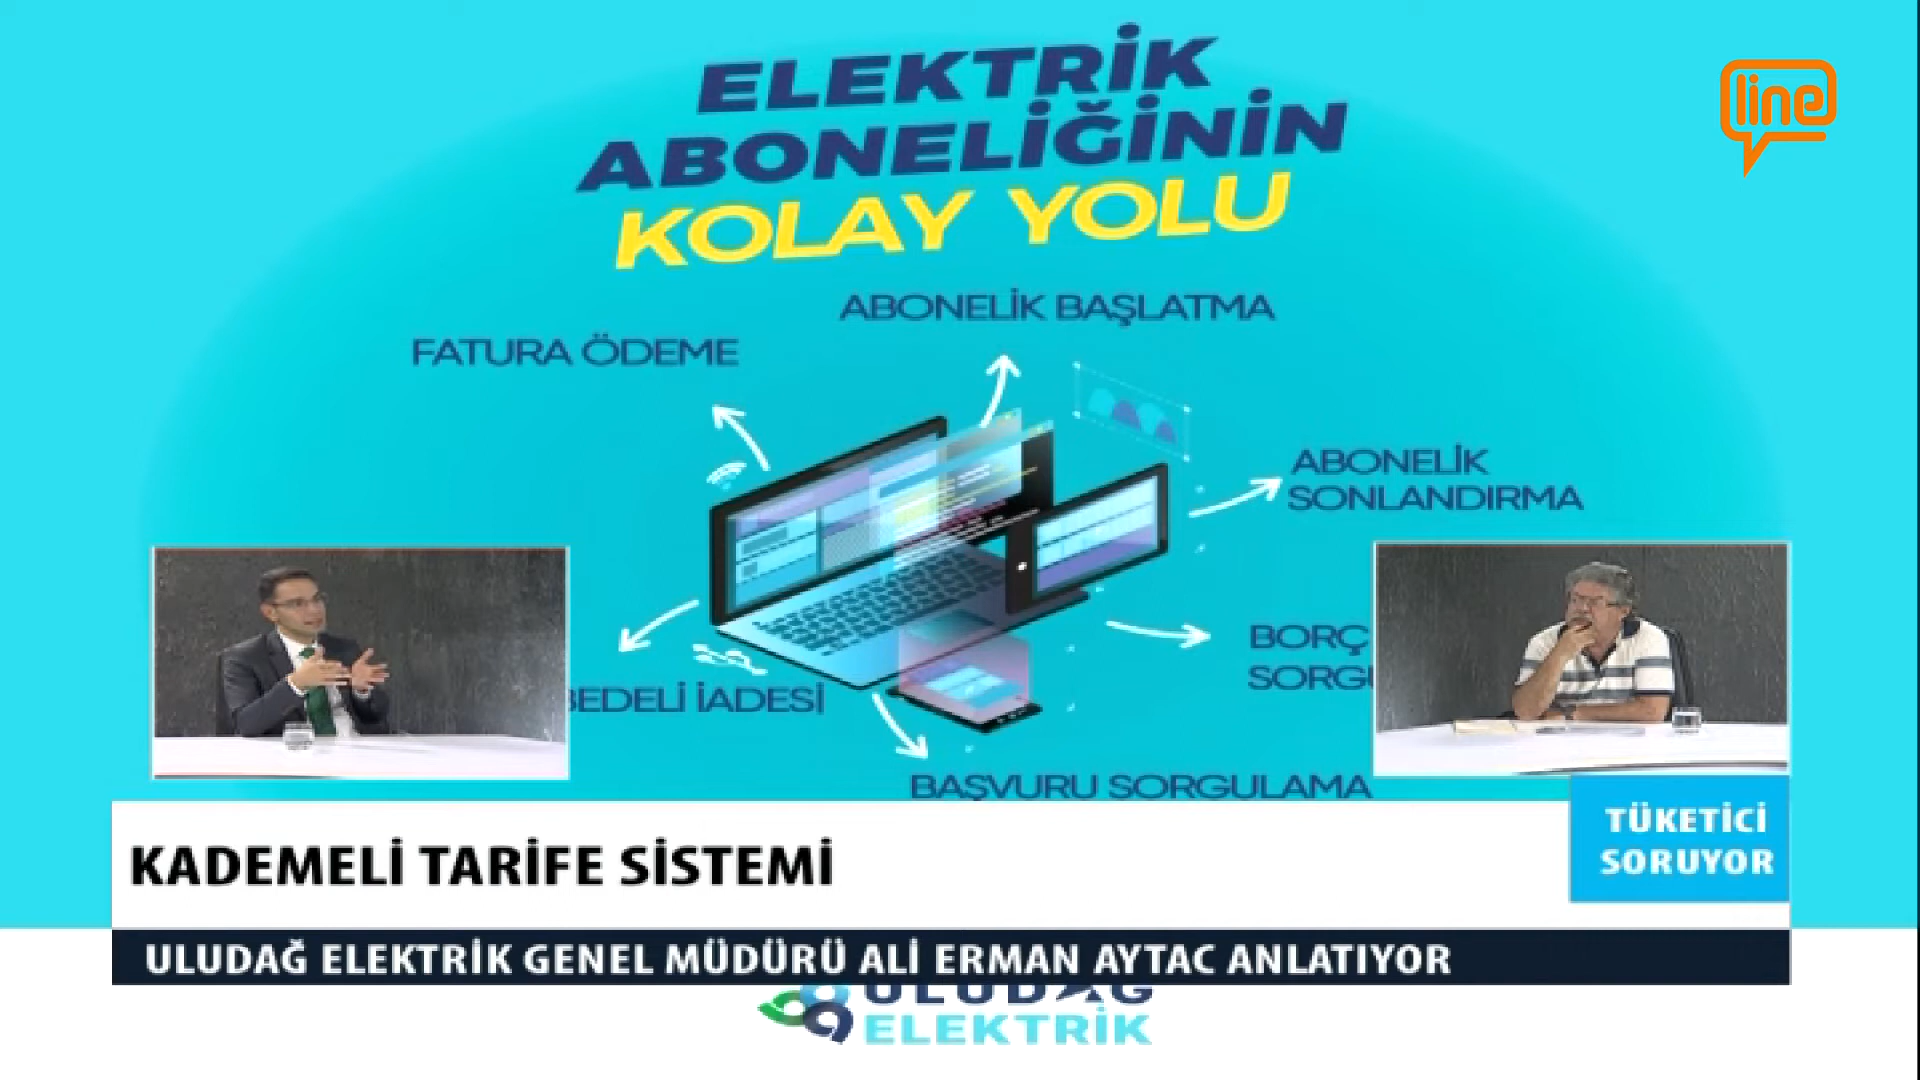 ELEKTRİK
ABONELİĞİNİN
KOLAY YOLU
line
ABONELİK BAŞLATMA
FATURA ÖDEME
ABONELİK
SONLANDIRMA
BORÇ
BEDELİ İADESİ
BAŞVURU SORGULAMA
TÜKETİCİ
SORUYOR
KADEMELİ TARİFE SİSTEMİ
ULUDAĞ ELEKTRİK GENEL MÜDÜRÜ ALİ ERMAN AYTAC ANLATIYOR
ULUDAĞ
ELEKTRİK